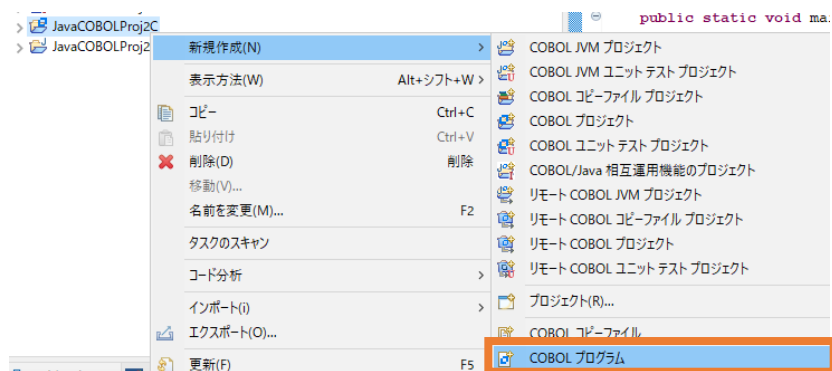 JavaCOBOLProj2C
JavaCOBOLProj2
public static void mai
新規作成(N)
表示方法(W) Alt+シフト+W
コピー Ctrl+C
貼り付け Ctrl+V
削除(D) 削除
移動(V)...
名前を変更(M)... F2
タスクのスキャン
コード分析
インポート(i)
エクスポート(O)...
更新(F) F5
COBOL JVM プロジェクト
COBOL JVM ユニット テスト プロジェクト
COBOL コピーファイル プロジェクト
COBOL プロジェクト
COBOL ユニット テスト プロジェクト
COBOL/Java 相互運用機能のプロジェクト
リモート COBOL JVM プロジェクト
リモート COBOL コピーファイル プロジェクト
リモート COBOL プロジェクト
リモート COBOL ユニット テスト プロジェクト
プロジェクト(R)...
COBOL コピーファイル
COBOL プログラム